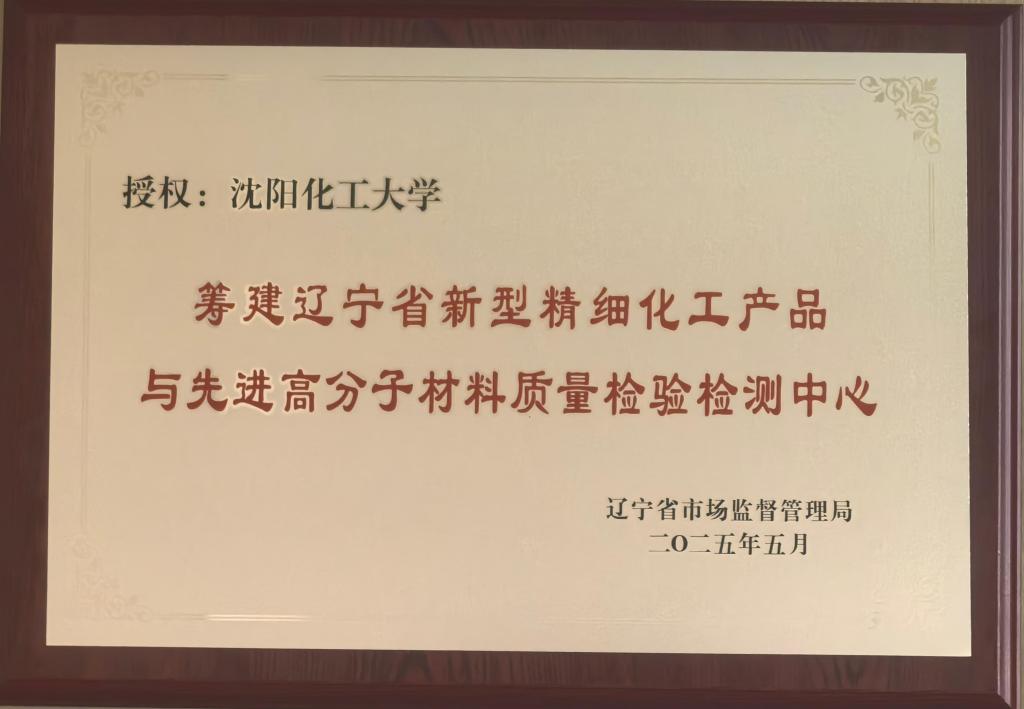 授权：沈阳化工大学
筹建辽宁省新型精细化工产品
与先进高分子材料质量检验检测中心
辽宁省市场监督管理局
二O二五年五月